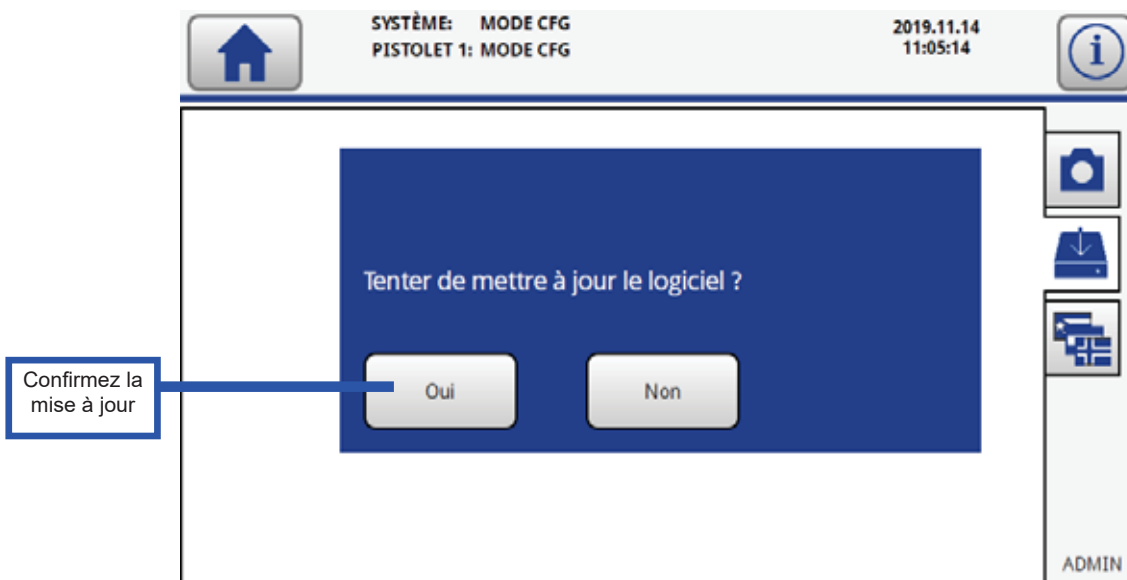 SYSTÈME: MODE CFG
PISTOLET 1: MODE CFG
2019.11.14
11:05:14
Tenter de mettre à jour le logiciel ?
Confirmez la
mise à jour
Oui
Non
ADMIN